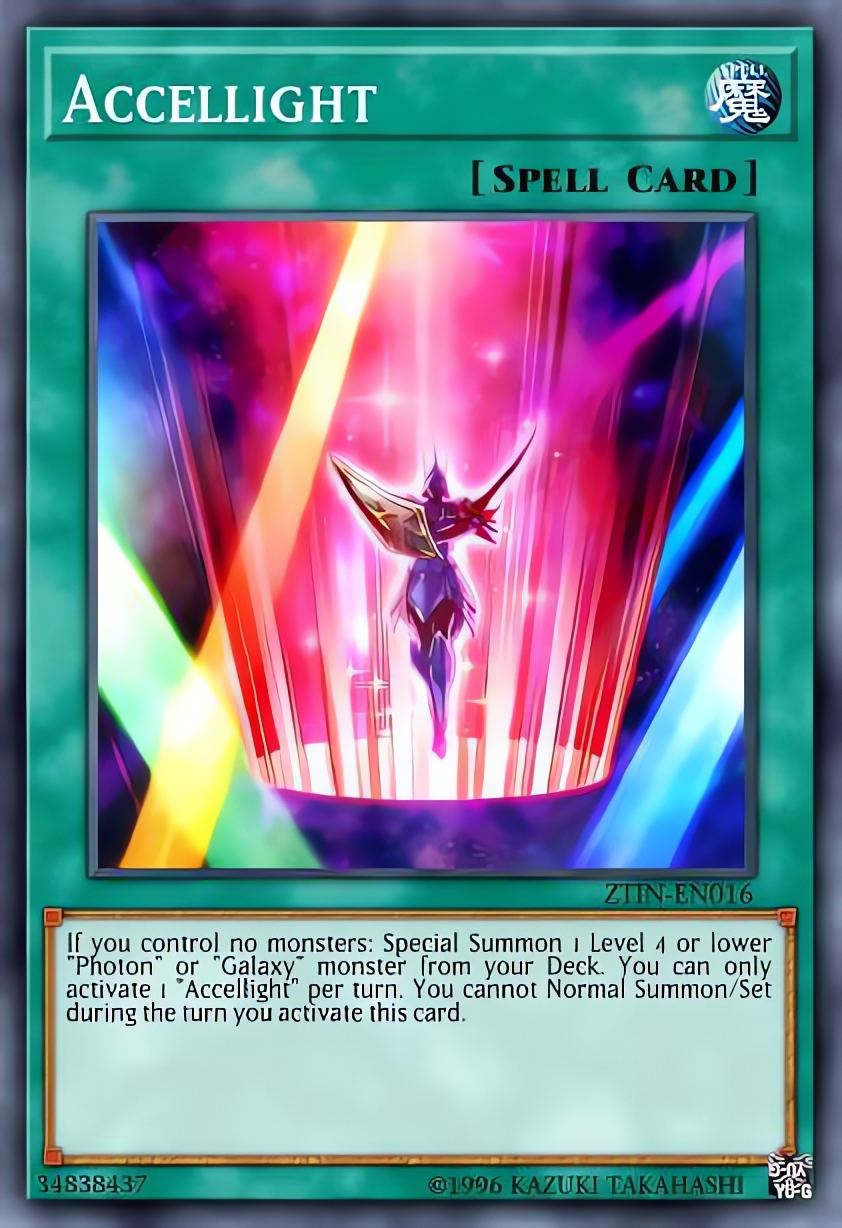 ACCELLIGHT
魔
[SPELL CARD]
ZTIN-EN016
If you control no monsters: Special Summon 1 Level 4 or lower
"Photon" or "Galaxy" monster from your Deck. You can only
activate 1 "Accellight" per turn. You cannot Normal Summon/Set
during the turn you activate this card.
34838437
©1996 KAZUKI TAKAHASHI